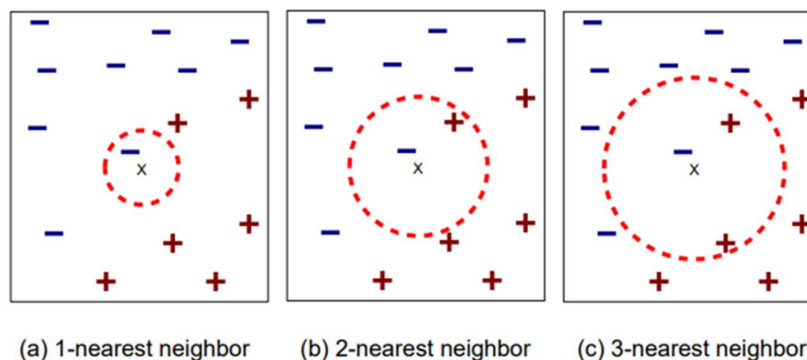 X
X
X
(a) 1-nearest neighbor
(b) 2-nearest neighbor
(c) 3-nearest neighbor